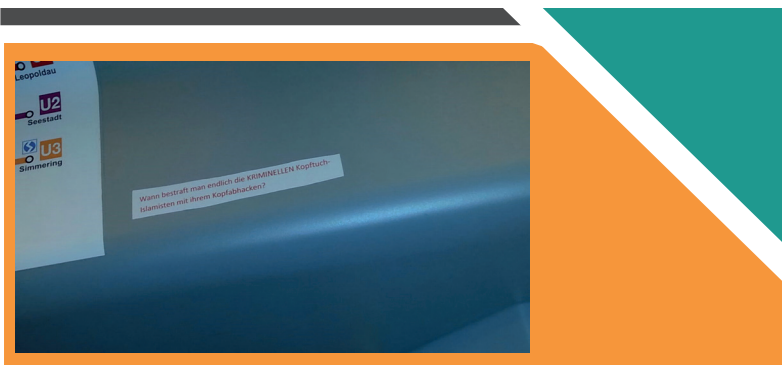 Leopoldau
U2
Seestadt
U3
Simmering
Wann bestraft man endlich die KRIMINELLEN Kopftuch-
Islamisten mit ihrem Kopfabhacken?